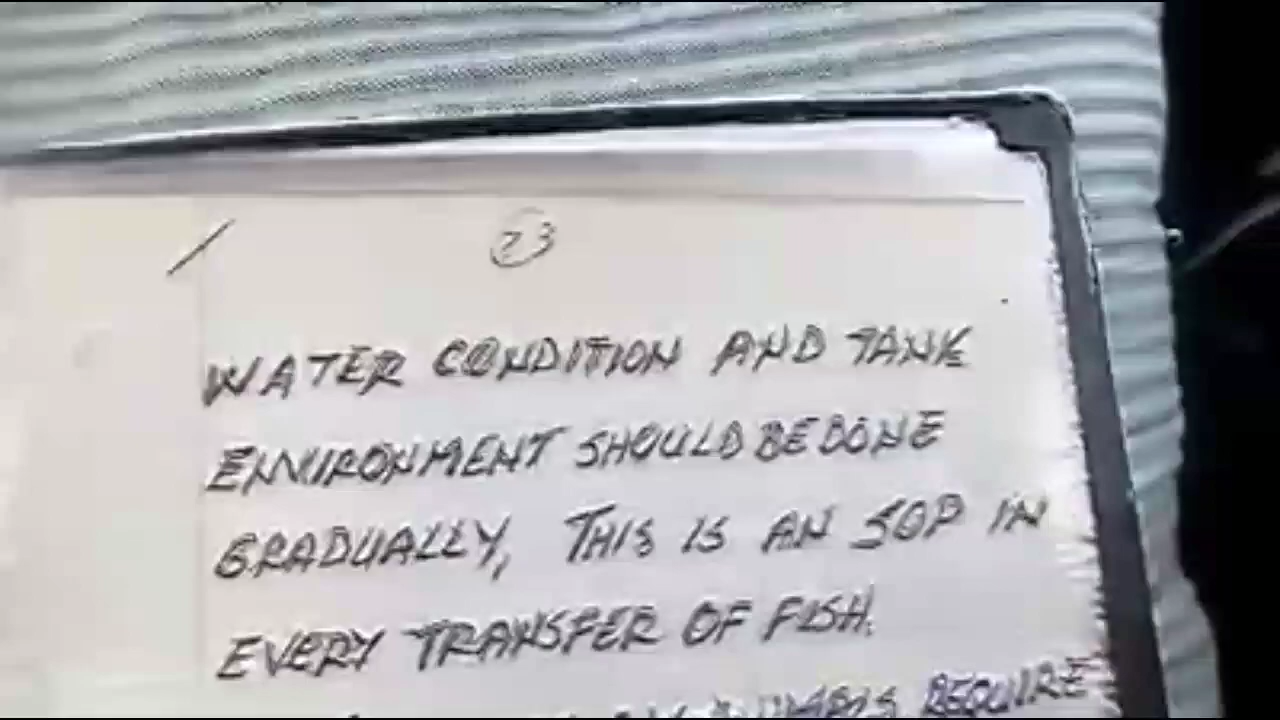 23
WATER CONDITION AND TANK
ENVIRONMENT SHOULD BE DONE
GRADUALLY, THIS IS AN SOP IN
EVERY TRANSFER OF FISH.
REQUIRE